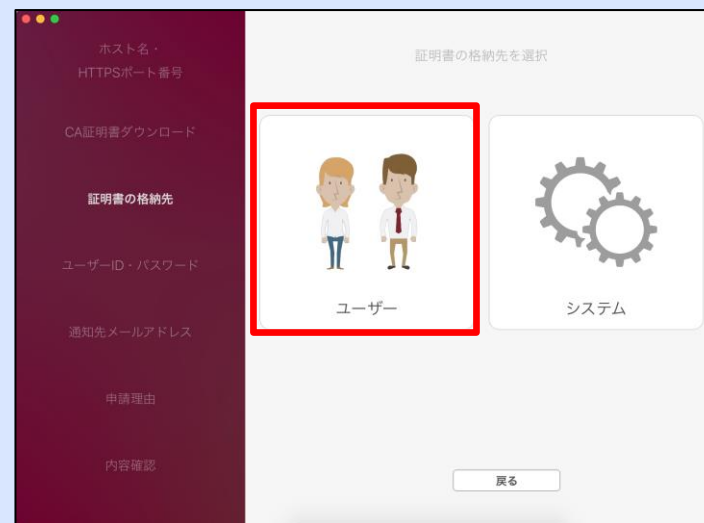 ホスト名・
HTTPSポート番号
CA証明書ダウンロード
証明書の格納先
ユーザーID・パスワード
通知先メールアドレス
申請理由
内容確認
証明書の格納先を選択
ユーザー
システム
戻る